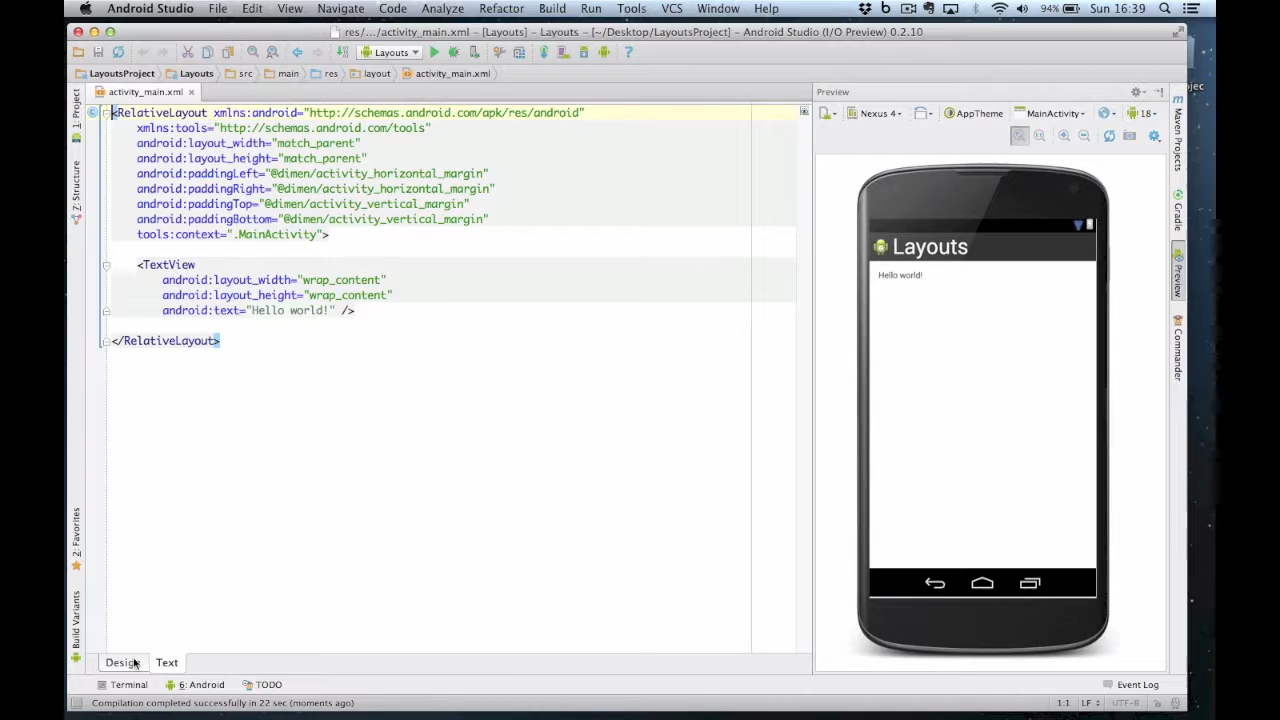 Android Studio File Edit View Navigate Code Analyze Refactor Build Run Tools VCS Window Help 94% Sun 16:39
res/.../activity_main.xml - [Layouts] - Layouts - [~/Desktop/LayoutsProject] - Android Studio (I/O Preview) 0.2.10
Layouts
LayoutsProject Layouts src main res layout activity_main.xml
activity_main.xml
Preview
Nexus 4 AppTheme MainActivity 18
<RelativeLayout xmlns:android="http://schemas.android.com/apk/res/android"
xmlns:tools="http://schemas.android.com/tools"
android:layout_width="match_parent"
android:layout_height="match_parent"
android:paddingLeft="@dimen/activity_horizontal_margin"
android:paddingRight="@dimen/activity_horizontal_margin"
android:paddingTop="@dimen/activity_vertical_margin"
android:paddingBottom="@dimen/activity_vertical_margin"
tools:context=".MainActivity">
<TextView
android:layout_width="wrap_content"
android:layout_height="wrap_content"
android:text="Hello world!" />
</RelativeLayout>
1: Project
7: Structure
2: Favorites
Build Variants
Layouts
Hello world!
Maven Projects
Gradle
Preview
Commander
Design Text
Terminal 6: Android TODO Event Log
Compilation completed successfully in 22 sec (moments ago) 1:1 LF UTF-8